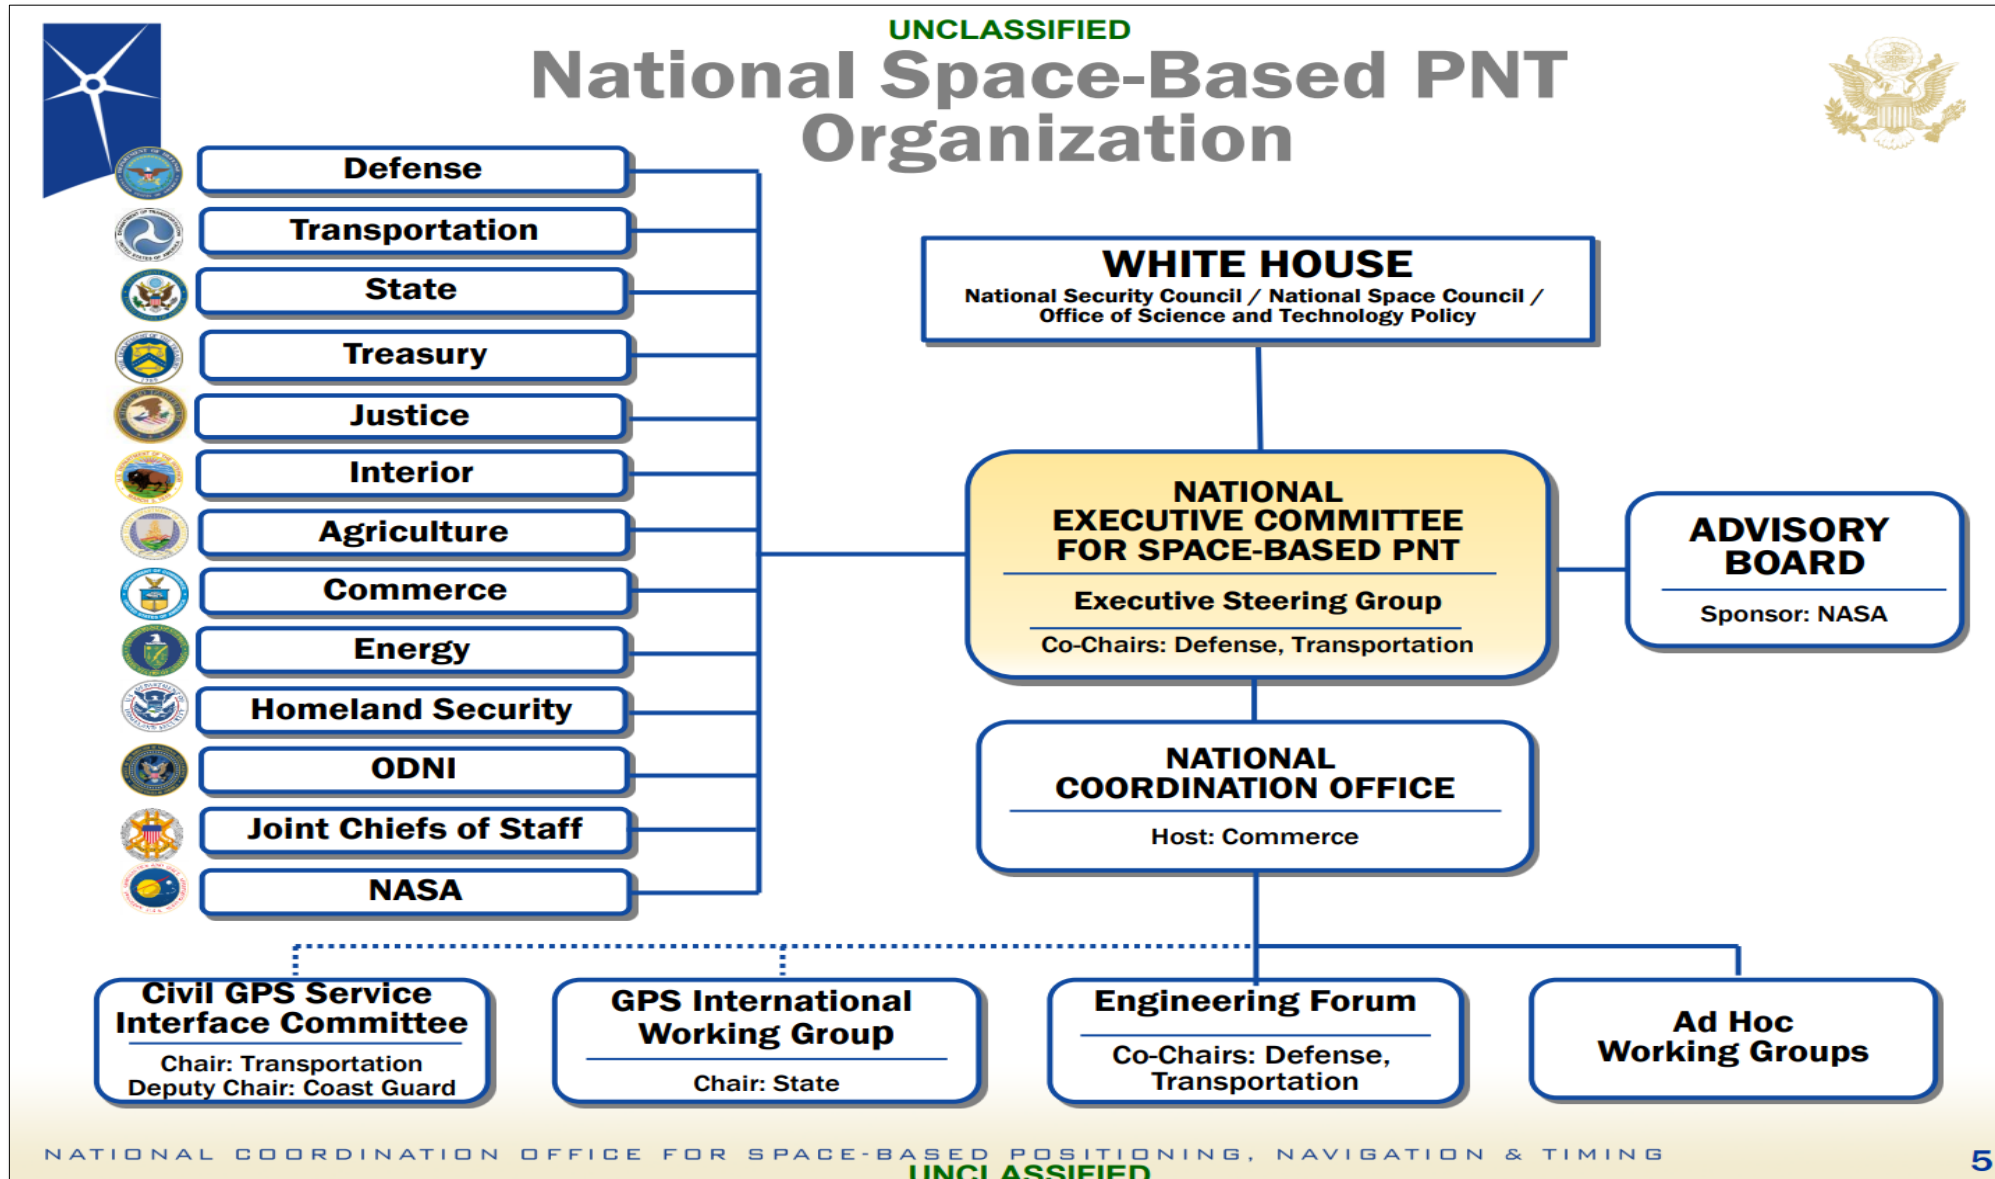 UNCLASSIFIED
National Space-Based PNT
Organization
Defense
Transportation
State
Treasury
Justice
Interior
Agriculture
Commerce
Energy
Homeland Security
ODNI
Joint Chiefs of Staff
NASA
WHITE HOUSE
National Security Council / National Space Council /
Office of Science and Technology Policy
NATIONAL
EXECUTIVE COMMITTEE
FOR SPACE-BASED PNT
Executive Steering Group
Co-Chairs: Defense, Transportation
ADVISORY
BOARD
Sponsor: NASA
NATIONAL
COORDINATION OFFICE
Host: Commerce
Civil GPS Service
Interface Committee
Chair: Transportation
Deputy Chair: Coast Guard
GPS International
Working Group
Chair: State
Engineering Forum
Co-Chairs: Defense,
Transportation
Ad Hoc
Working Groups
NATIONAL COORDINATION OFFICE FOR SPACE-BASED POSITIONING, NAVIGATION & TIMING
5
UNCLASSIFIED